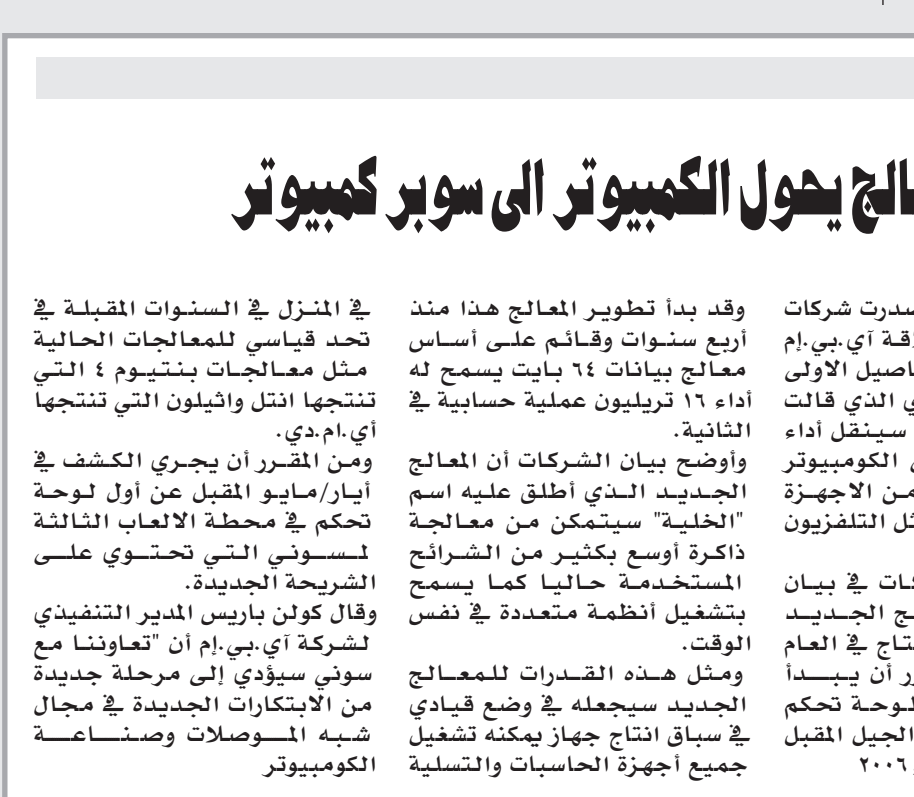 يحول الكمبيوتر الى سوبر كمبيوتر
صدرت شركات
آي.بي.إم
الاولى
الذي قالت
سينقل أداء
الكومبيوتر
من الاجهزة
التلفزيون
في بيان
الجديد
في العام
أن يبدأ
لوحة تحكم
الجيل المقبل
٢٠٠٦
وقد بدأ تطوير المعالج هذا منذ
أربع سنوات وقائم على أساس
معالج بيانات ٦٤ بايت يسمح له
أداء ١٦ تريليون عملية حسابية في
الثانية.
وأوضح بيان الشركات أن المعالج
الجديد الذي أطلق عليه اسم
"الخلية" سيتمكن من معالجة
ذاكرة أوسع بكثير من الشرائح
المستخدمة حاليا كما يسمح
بتشغيل أنظمة متعددة في نفس
الوقت.
ومثل هذه القدرات للمعالج
الجديد سيجعله في وضع قيادي
في سباق انتاج جهاز يمكنه تشغيل
جميع أجهزة الحاسبات والتسلية
في المنزل في السنوات المقبلة في
تحد قياسي للمعالجات الحالية
مثل معالجات بنتيوم ٤ التي
تنتجها انتل واثيلون التي تنتجها
أي.ام.دي.
ومن المقرر أن يجري الكشف في
أيار/مايو المقبل عن أول لوحة
تحكم في محطة الالعاب الثالثة
لسوني التي تحتوي على
الشريحة الجديدة.
وقال كولن باريس المدير التنفيذي
لشركة آي.بي.إم أن "تعاوننا مع
سوني سيؤدي إلى مرحلة جديدة
من الابتكارات الجديدة في مجال
شبه الموصلات وصناعة
الكومبيوتر